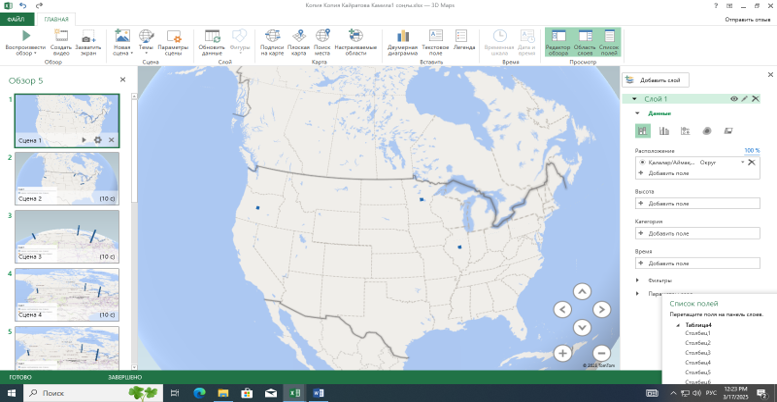 Копия Копия Кайратова Камила1 соңғы.xlsx — 3D Maps
ФАЙЛ ГЛАВНАЯ Отправить отзыв
Воспроизвести обзор Создать видео Захватить экран Новая сцена Темы Параметры сцены Обновить данные Фигуры Подписи на карте Плоская карта Поиск места Настраиваемые области Двумерная диаграмма Текстовое поле Легенда Временная шкала Дата и время Редактор обзора Область слоев Список полей
Обзор Сцена Слой Карта Вставить Время Просмотр
Обзор 5
1
Сцена 1
2
Сцена 2 (10 с)
3
Сцена 3 (10 с)
4
Сцена 4 (10 с)
5
Добавить слой
Слой 1
Данные
Расположение 100 %
Округ
Добавить поле
Высота
Добавить поле
Категория
Добавить поле
Время
Добавить поле
Фильтры
Список полей
Перетащите поля на панель слоев.
Таблица4
Столбец1
Столбец2
Столбец3
Столбец4
Столбец5
Столбец6
© 2025 TomTom
ГОТОВО ЗАВЕРШЕНО
Поиск
РУС
12:23 PM
3/17/2025